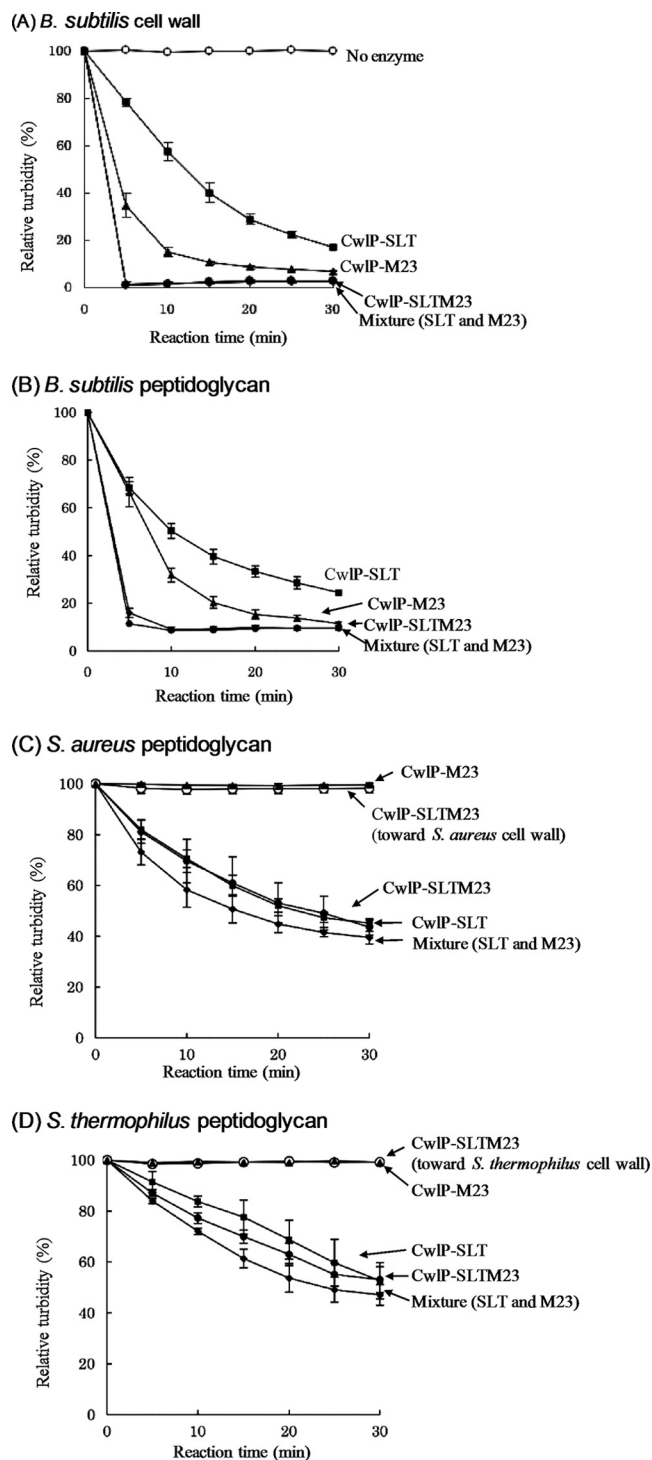 (A) B. subtilis cell wall
100
80
60
40
20
0
Relative turbidity (%)
No enzyme
CwlP-SLT
CwlP-M23
CwlP-SLTM23
Mixture (SLT and M23)
0 10 20 30
Reaction time (min)
(B) B. subtilis peptidoglycan
100
80
60
40
20
0
Relative turbidity (%)
CwlP-SLT
CwlP-M23
CwlP-SLTM23
Mixture (SLT and M23)
0 10 20 30
Reaction time (min)
(C) S. aureus peptidoglycan
100
80
60
40
20
0
Relative turbidity (%)
CwlP-M23
CwlP-SLTM23
(toward S. aureus cell wall)
CwlP-SLTM23
CwlP-SLT
Mixture (SLT and M23)
0 10 20 30
Reaction time (min)
(D) S. thermophilus peptidoglycan
100
80
60
40
20
0
Relative turbidity (%)
CwlP-SLTM23
(toward S. thermophilus cell wall)
CwlP-M23
CwlP-SLT
CwlP-SLTM23
Mixture (SLT and M23)
0 10 20 30
Reaction time (min)